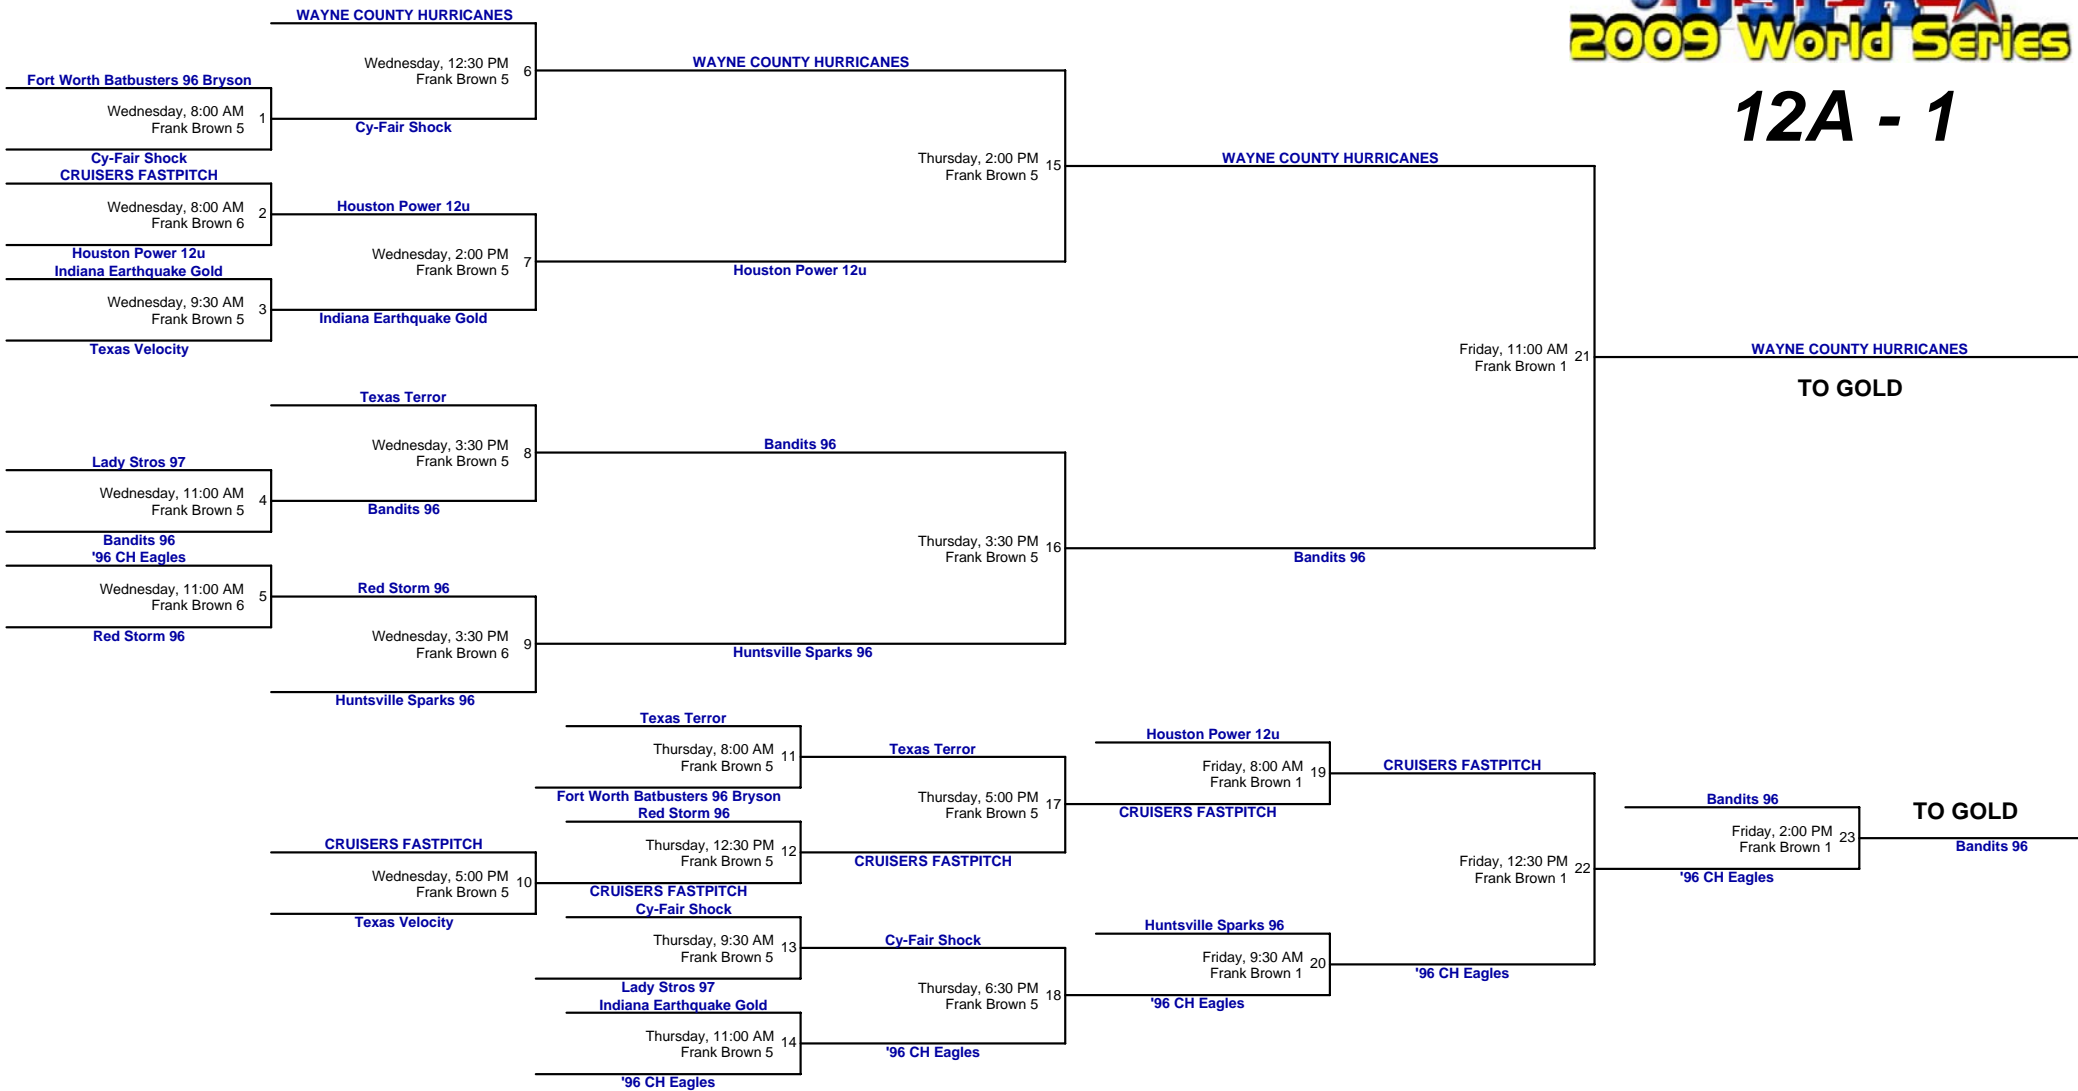 2009 World Series
12A - 1
WAYNE COUNTY HURRICANES
Wednesday, 12:30 PM
Frank Brown 5
6
WAYNE COUNTY HURRICANES
Fort Worth Batbusters 96 Bryson
Wednesday, 8:00 AM
Frank Brown 5
1
Cy-Fair Shock
Cy-Fair Shock
CRUISERS FASTPITCH
Thursday, 2:00 PM
Frank Brown 5
15
WAYNE COUNTY HURRICANES
Wednesday, 8:00 AM
Frank Brown 6
2
Houston Power 12u
Houston Power 12u
Indiana Earthquake Gold
Wednesday, 2:00 PM
Frank Brown 5
7
Houston Power 12u
Wednesday, 9:30 AM
Frank Brown 5
3
Indiana Earthquake Gold
Texas Velocity
Friday, 11:00 AM
Frank Brown 1
21
WAYNE COUNTY HURRICANES
TO GOLD
Texas Terror
Wednesday, 3:30 PM
Frank Brown 5
8
Bandits 96
Lady Stros 97
Wednesday, 11:00 AM
Frank Brown 5
4
Bandits 96
Bandits 96
'96 CH Eagles
Thursday, 3:30 PM
Frank Brown 5
16
Bandits 96
Wednesday, 11:00 AM
Frank Brown 6
5
Red Storm 96
Red Storm 96
Wednesday, 3:30 PM
Frank Brown 6
9
Huntsville Sparks 96
Huntsville Sparks 96
Texas Terror
Thursday, 8:00 AM
Frank Brown 5
11
Texas Terror
Fort Worth Batbusters 96 Bryson
Red Storm 96
Thursday, 5:00 PM
Frank Brown 5
17
Houston Power 12u
Friday, 8:00 AM
Frank Brown 1
19
CRUISERS FASTPITCH
CRUISERS FASTPITCH
Thursday, 12:30 PM
Frank Brown 5
12
CRUISERS FASTPITCH
CRUISERS FASTPITCH
Wednesday, 5:00 PM
Frank Brown 5
10
CRUISERS FASTPITCH
Texas Velocity
Friday, 12:30 PM
Frank Brown 1
22
Bandits 96
Friday, 2:00 PM
Frank Brown 1
23
TO GOLD
Bandits 96
'96 CH Eagles
Cy-Fair Shock
Thursday, 9:30 AM
Frank Brown 5
13
Cy-Fair Shock
Lady Stros 97
Indiana Earthquake Gold
Thursday, 6:30 PM
Frank Brown 5
18
Huntsville Sparks 96
Friday, 9:30 AM
Frank Brown 1
20
'96 CH Eagles
'96 CH Eagles
Thursday, 11:00 AM
Frank Brown 5
14
'96 CH Eagles
'96 CH Eagles